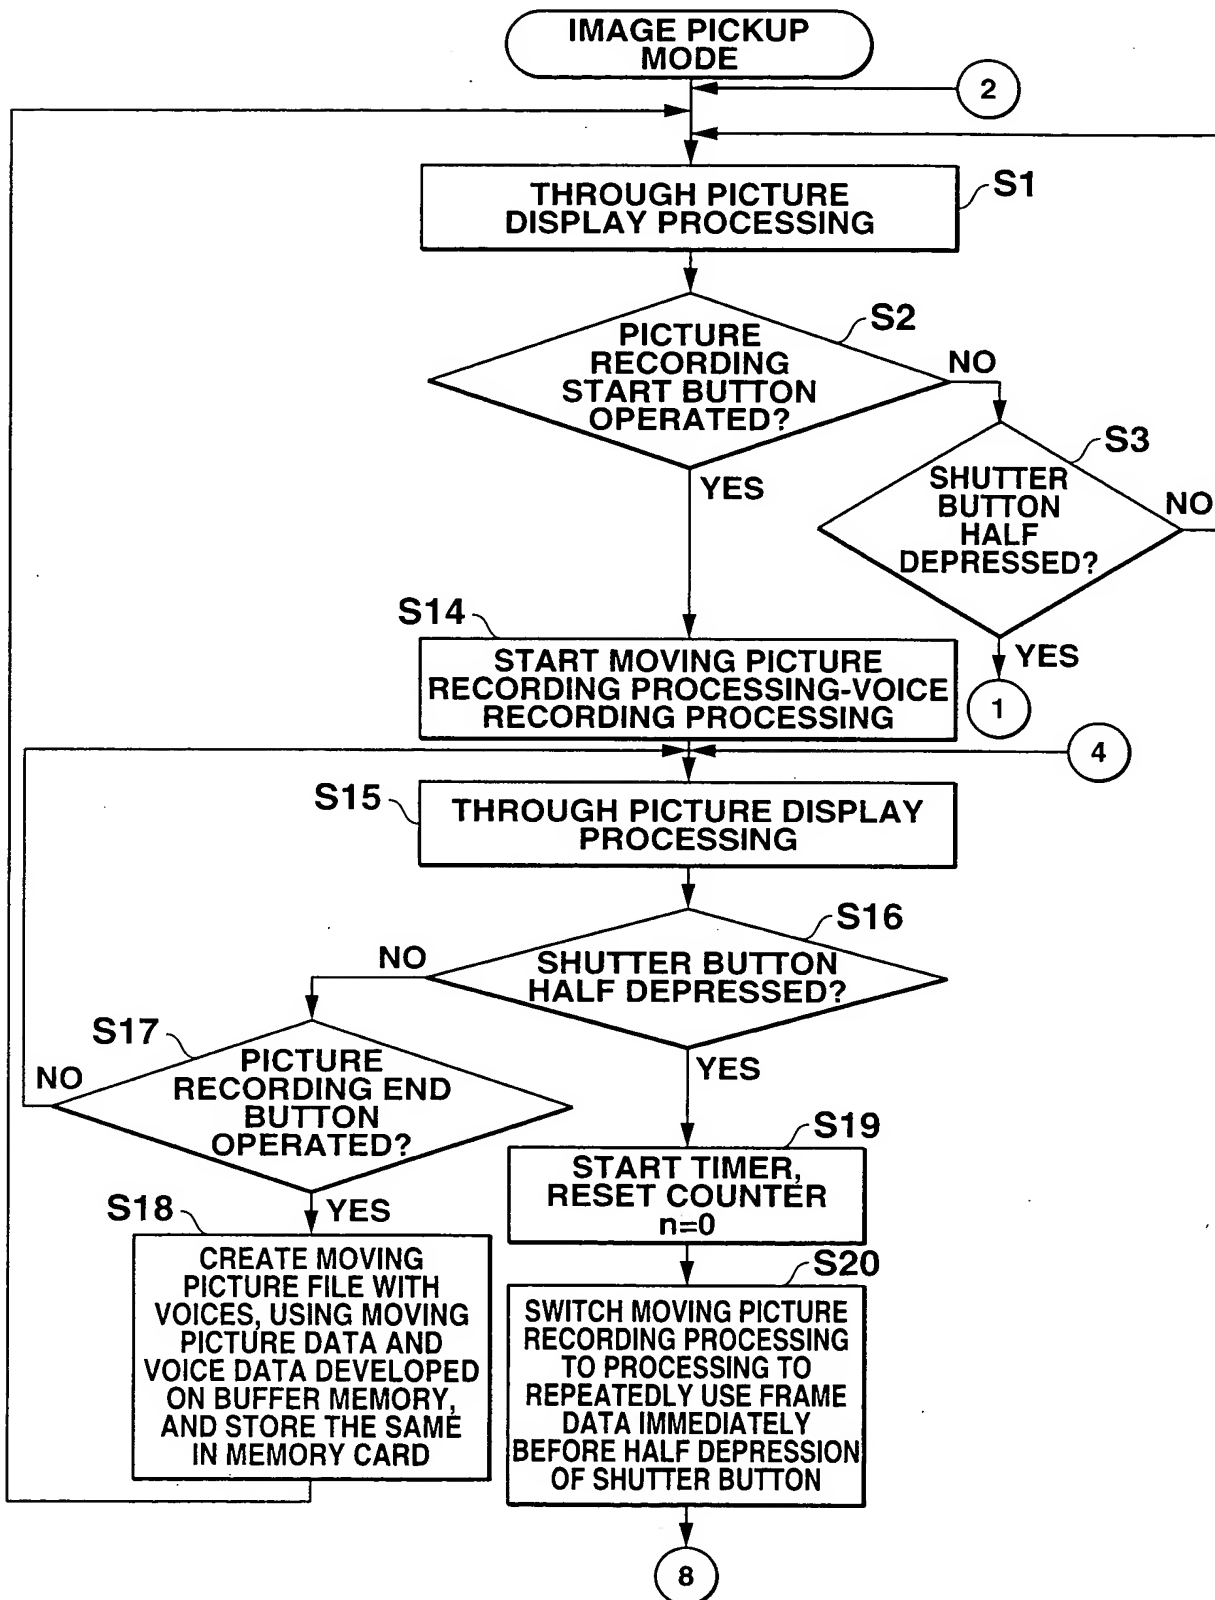 IMAGE PICKUP
MODE
2
S1
THROUGH PICTURE
DISPLAY PROCESSING
S2
PICTURE
RECORDING
START BUTTON
OPERATED?
NO
YES
S3
SHUTTER
BUTTON
HALF
DEPRESSED?
NO
YES
1
S14
START MOVING PICTURE
RECORDING PROCESSING-VOICE
RECORDING PROCESSING
4
S15
THROUGH PICTURE DISPLAY
PROCESSING
S16
SHUTTER BUTTON
HALF DEPRESSED?
NO
YES
S17
PICTURE
RECORDING END
BUTTON
OPERATED?
NO
YES
S18
CREATE MOVING
PICTURE FILE WITH
VOICES, USING MOVING
PICTURE DATA AND
VOICE DATA DEVELOPED
ON BUFFER MEMORY,
AND STORE THE SAME
IN MEMORY CARD
S19
START TIMER,
RESET COUNTER
n=0
S20
SWITCH MOVING PICTURE
RECORDING PROCESSING
TO PROCESSING TO
REPEATEDLY USE FRAME
DATA IMMEDIATELY
BEFORE HALF DEPRESSION
OF SHUTTER BUTTON
8